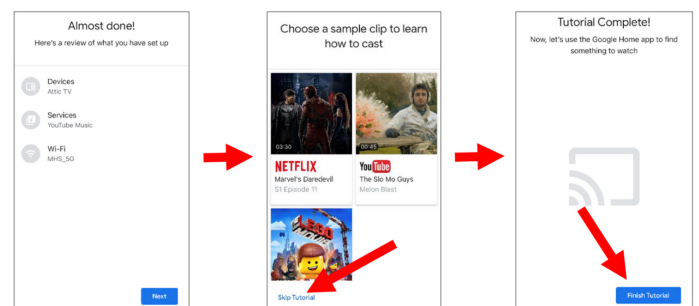 Almost done!
Here's a review of what you have set up
Devices
Attic TV
Services
YouTube Music
Wi-Fi
MHS_5G
Next
Choose a sample clip to learn
how to cast
03:30
00:45
NETFLIX
YouTube
Marvel's Daredevil
The Slo Mo Guys
S1 Episode 11
Melon Blast
THE
LEGO
MOVIE
Skip Tutorial
Tutorial Complete!
Now, let's use the Google Home app to find
something to watch
Finish Tutorial